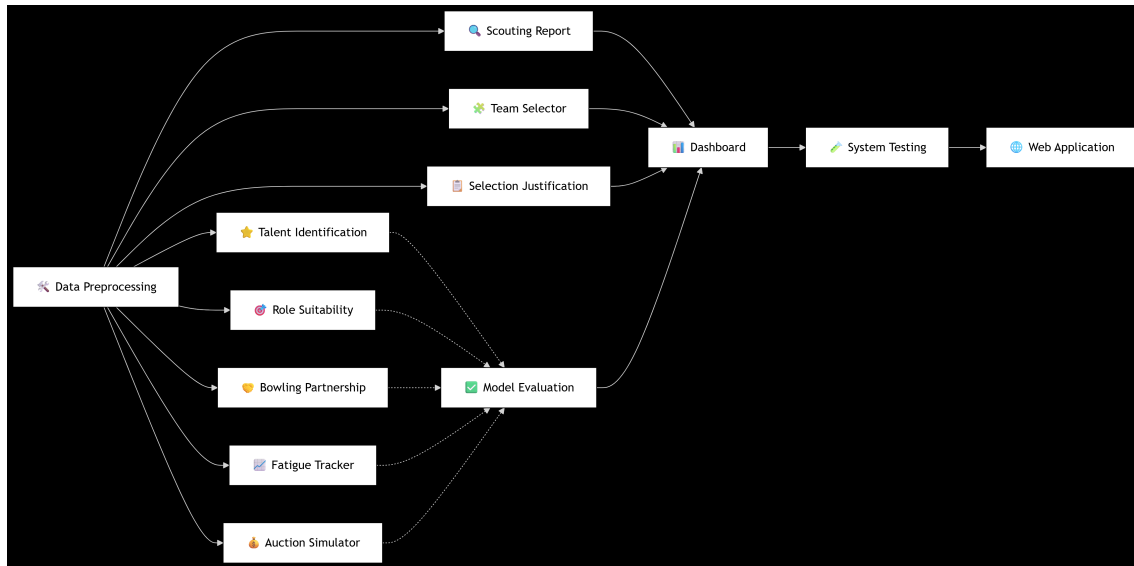 Scouting Report
Team Selector
Dashboard
System Testing
Web Application
Selection Justification
Talent Identification
Data Preprocessing
Role Suitability
Bowling Partnership
Model Evaluation
Fatigue Tracker
Auction Simulator